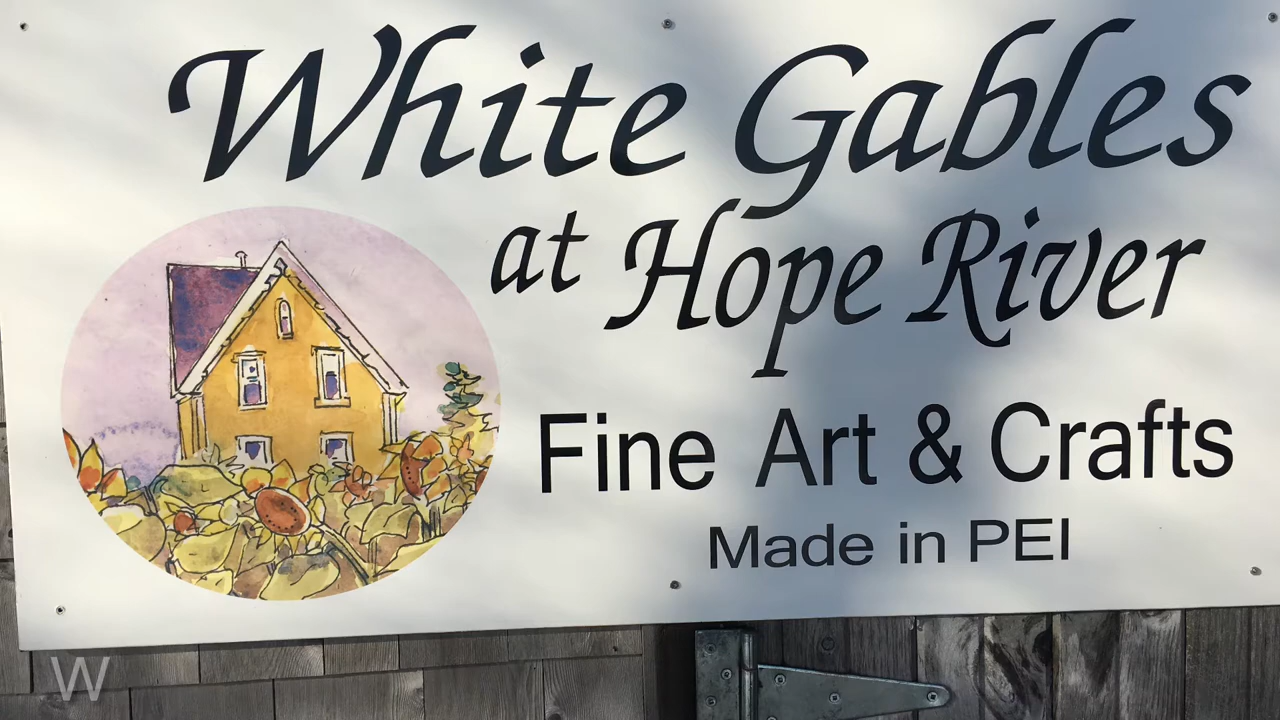 White Gables
at Hope River
Fine Art & Crafts
Made in PEI
W